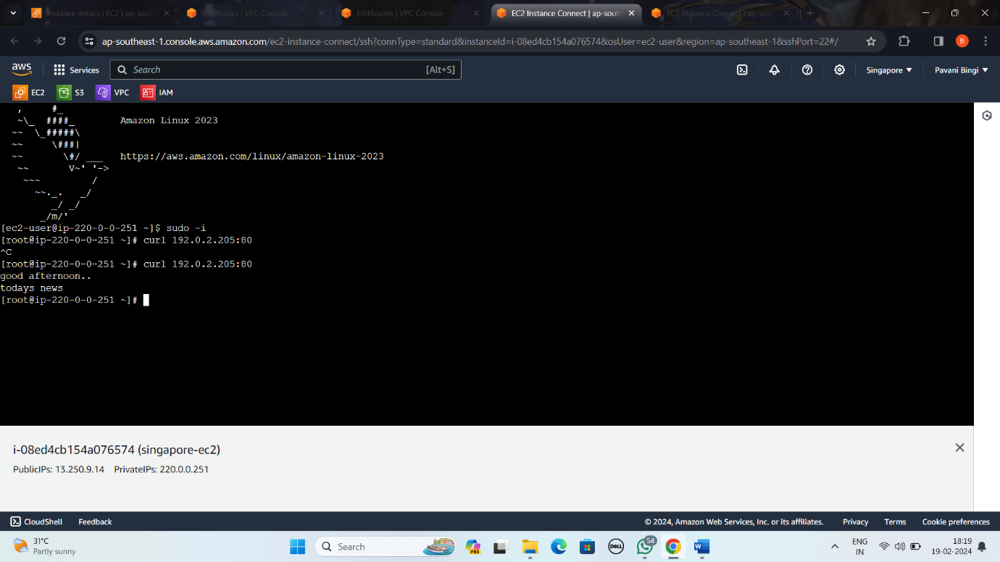 Instance details | EC2 | ap-sout
EditRoutes | VPC Console
EditRoutes | VPC Console
EC2 Instance Connect | ap-sout
EC2 Instance Connect | ap-sout
ap-southeast-1.console.aws.amazon.com/ec2-instance-connect/ssh?connType=standard&instanceId=i-08ed4cb154a076574&osUser=ec2-user&region=ap-southeast-1&sshPort=22#/
B
aws
Services
Search
[Alt+S]
Singapore
Pavani Bingi
EC2
S3
VPC
IAM
   ,     #_
   ~\_  ####_        Amazon Linux 2023
  ~~  \_#####\
  ~~     \###|
  ~~       \#/ ___   https://aws.amazon.com/linux/amazon-linux-2023
   ~~       V~' '->
    ~~~         /
      ~~._.   _/
         _/ _/
       _/m/'
[ec2-user@ip-220-0-0-251 ~]$ sudo -i
[root@ip-220-0-0-251 ~]# curl 192.0.2.205:80
^C
[root@ip-220-0-0-251 ~]# curl 192.0.2.205:80
good afternoon..
todays news
[root@ip-220-0-0-251 ~]#
i-08ed4cb154a076574 (singapore-ec2)
PublicIPs: 13.250.9.14 PrivateIPs: 220.0.0.251
CloudShell
Feedback
© 2024, Amazon Web Services, Inc. or its affiliates.
Privacy
Terms
Cookie preferences
31°C
Partly sunny
Search
PRE
DELL
54
W
ENG
IN
18:19
19-02-2024